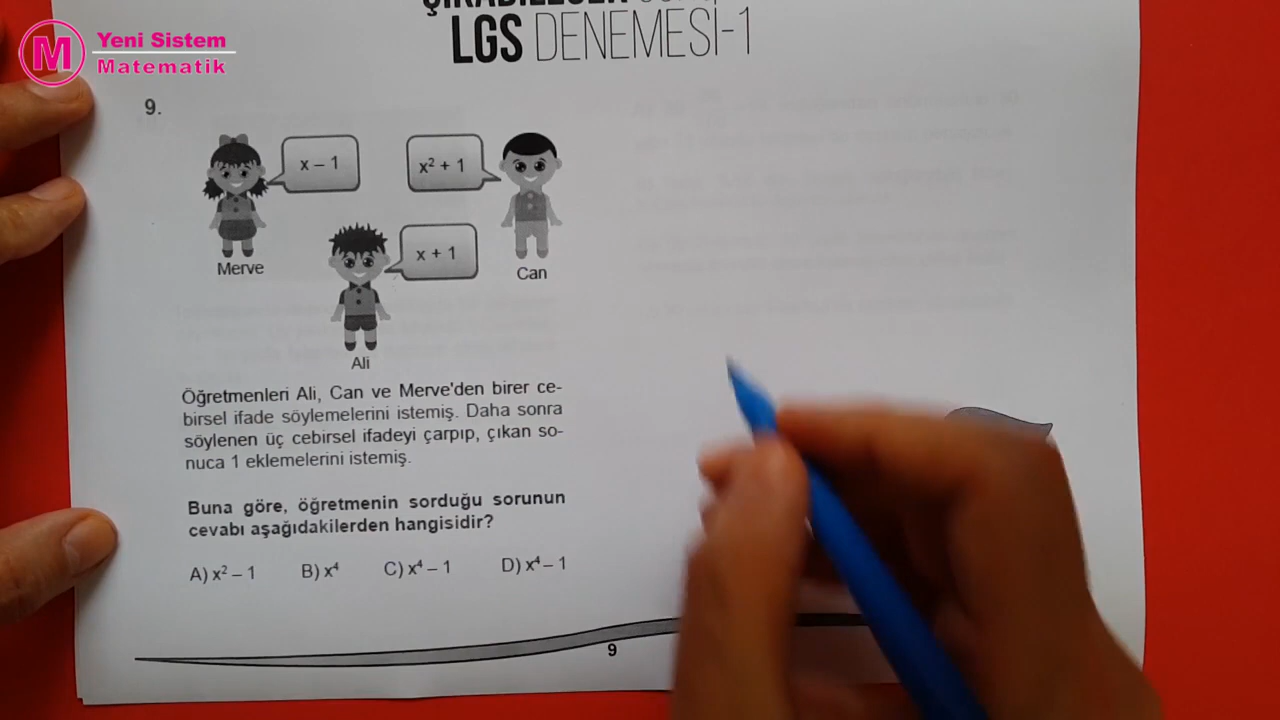 M
Yeni Sistem
Matematik
LGS DENEMESİ-1
9.
x – 1
x² + 1
x + 1
Merve
Can
Ali
Öğretmenleri Ali, Can ve Merve'den birer ce-
birsel ifade söylemelerini istemiş. Daha sonra
söylenen üç cebirsel ifadeyi çarpıp, çıkan so-
nuca 1 eklemelerini istemiş.
Buna göre, öğretmenin sorduğu sorunun
cevabı aşağıdakilerden hangisidir?
A) x² – 1 B) x⁴ C) x⁴ – 1 D) x⁴ – 1
9